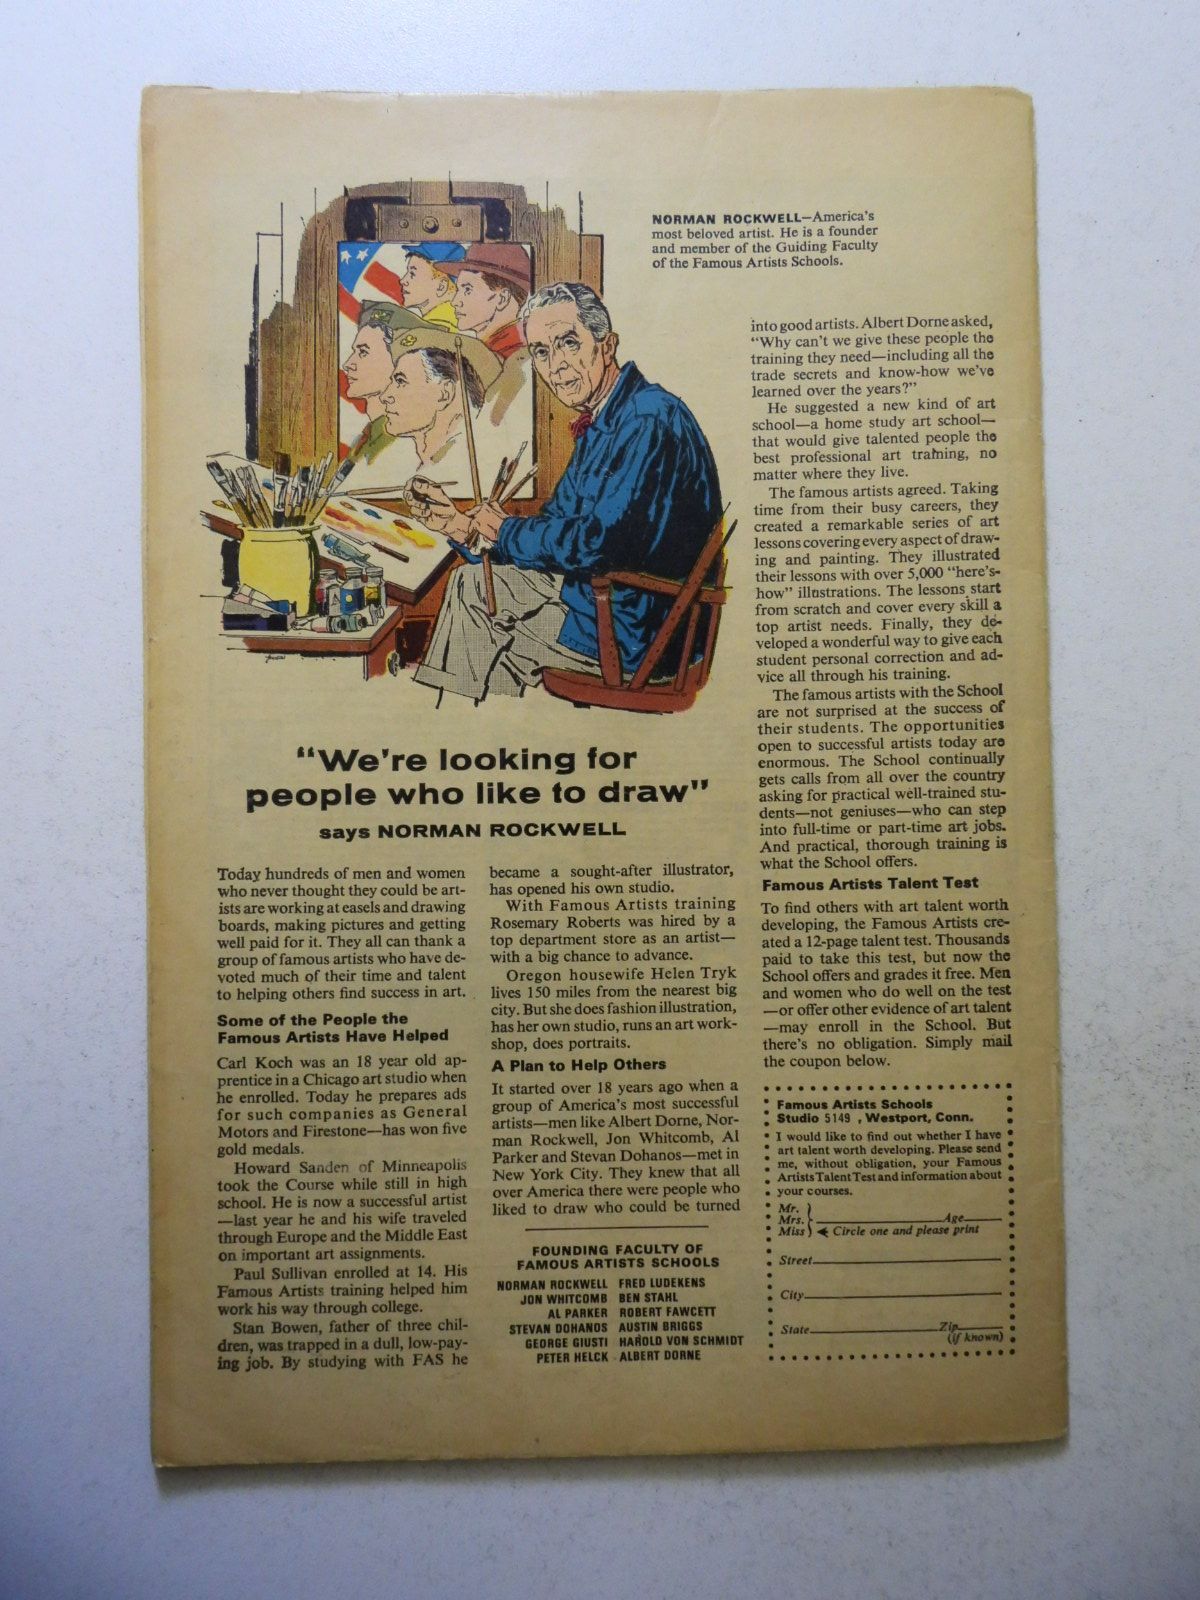 NORMAN ROCKWELL—America's
most beloved artist. He is a founder
and member of the Guiding Faculty
of the Famous Artists Schools.
"We're looking for
people who like to draw"
says NORMAN ROCKWELL
Today hundreds of men and women
who never thought they could be art-
ists are working at easels and drawing
boards, making pictures and getting
well paid for it. They all can thank a
group of famous artists who have de-
voted much of their time and talent
to helping others find success in art.
Some of the People the
Famous Artists Have Helped
Carl Koch was an 18 year old ap-
prentice in a Chicago art studio when
he enrolled. Today he prepares ads
for such companies as General
Motors and Firestone—has won five
gold medals.
Howard Sanden of Minneapolis
took the Course while still in high
school. He is now a successful artist
—last year he and his wife traveled
through Europe and the Middle East
on important art assignments.
Paul Sullivan enrolled at 14. His
Famous Artists training helped him
work his way through college.
Stan Bowen, father of three chil-
dren, was trapped in a dull, low-pay-
ing job. By studying with FAS he
became a sought-after illustrator,
has opened his own studio.
With Famous Artists training
Rosemary Roberts was hired by a
top department store as an artist—
with a big chance to advance.
Oregon housewife Helen Tryk
lives 150 miles from the nearest big
city. But she does fashion illustration,
has her own studio, runs an art work-
shop, does portraits.
A Plan to Help Others
It started over 18 years ago when a
group of America's most successful
artists—men like Albert Dorne, Nor-
man Rockwell, Jon Whitcomb, Al
Parker and Stevan Dohanos—met in
New York City. They knew that all
over America there were people who
liked to draw who could be turned
FOUNDING FACULTY OF
FAMOUS ARTISTS SCHOOLS
NORMAN ROCKWELL FRED LUDEKENS
JON WHITCOMB BEN STAHL
AL PARKER ROBERT FAWCETT
STEVAN DOHANOS AUSTIN BRIGGS
GEORGE GIUSTI HAROLD VON SCHMIDT
PETER HELCK ALBERT DORNE
into good artists. Albert Dorne asked,
"Why can't we give these people the
training they need—including all the
trade secrets and know-how we've
learned over the years?"
He suggested a new kind of art
school—a home study art school—
that would give talented people the
best professional art training, no
matter where they live.
The famous artists agreed. Taking
time from their busy careers, they
created a remarkable series of art
lessons covering every aspect of draw-
ing and painting. They illustrated
their lessons with over 5,000 "here's-
how" illustrations. The lessons start
from scratch and cover every skill a
top artist needs. Finally, they de-
veloped a wonderful way to give each
student personal correction and ad-
vice all through his training.
The famous artists with the School
are not surprised at the success of
their students. The opportunities
open to successful artists today are
enormous. The School continually
gets calls from all over the country
asking for practical well-trained stu-
dents—not geniuses—who can step
into full-time or part-time art jobs.
And practical, thorough training is
what the School offers.
Famous Artists Talent Test
To find others with art talent worth
developing, the Famous Artists cre-
ated a 12-page talent test. Thousands
paid to take this test, but now the
School offers and grades it free. Men
and women who do well on the test
—or offer other evidence of art talent
—may enroll in the School. But
there's no obligation. Simply mail
the coupon below.
Famous Artists Schools
Studio 5149 , Westport, Conn.
I would like to find out whether I have
art talent worth developing. Please send
me, without obligation, your Famous
Artists Talent Test and information about
your courses.
Mr.
Mrs. Age
Miss Circle one and please print
Street
City
State Zip
(if known)